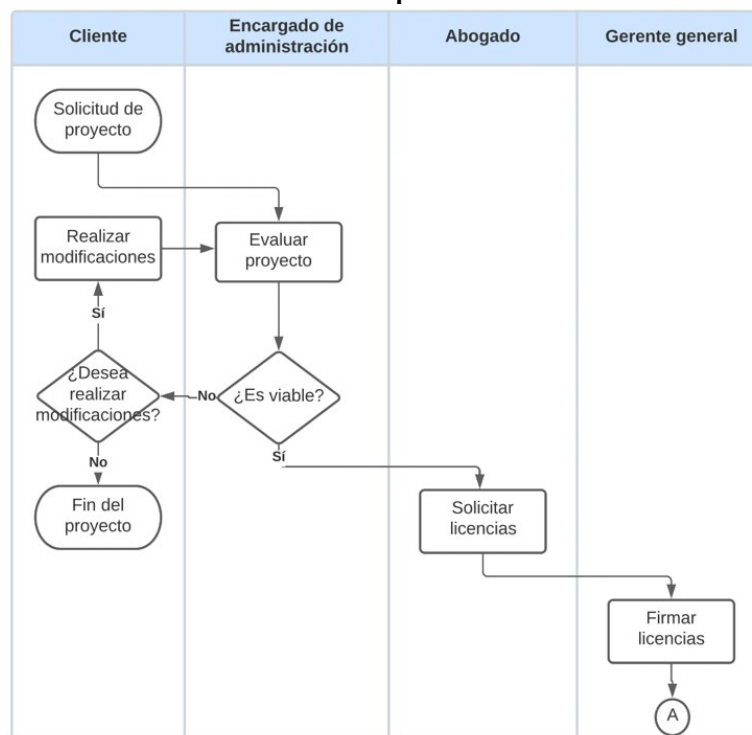 Cliente
Encargado de
administración
Abogado
Gerente general
Solicitud de
proyecto
Realizar
modificaciones
Evaluar
proyecto
Sí
¿Desea
realizar
modificaciones?
No
¿Es viable?
Sí
No
Fin del
proyecto
Solicitar
licencias
Firmar
licencias
A